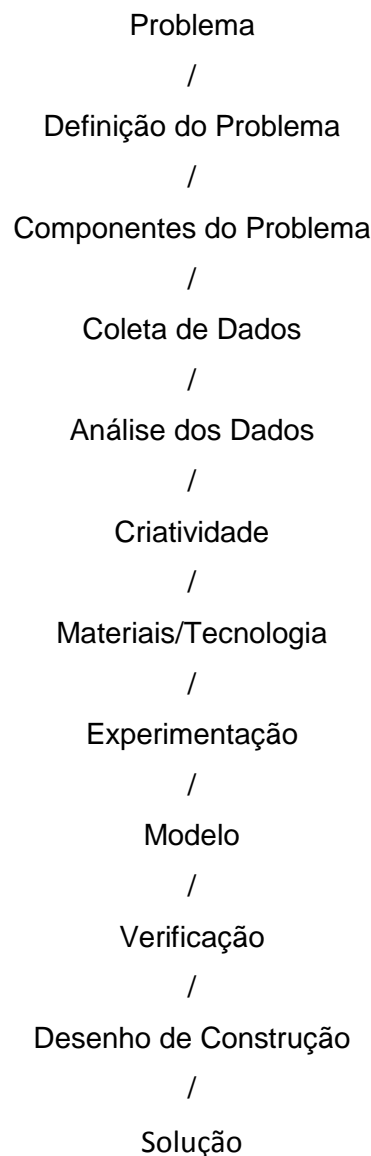 Problema
/
Definição do Problema
/
Componentes do Problema
/
Coleta de Dados
/
Análise dos Dados
/
Criatividade
/
Materiais/Tecnologia
/
Experimentação
/
Modelo
/
Verificação
/
Desenho de Construção
/
Solução